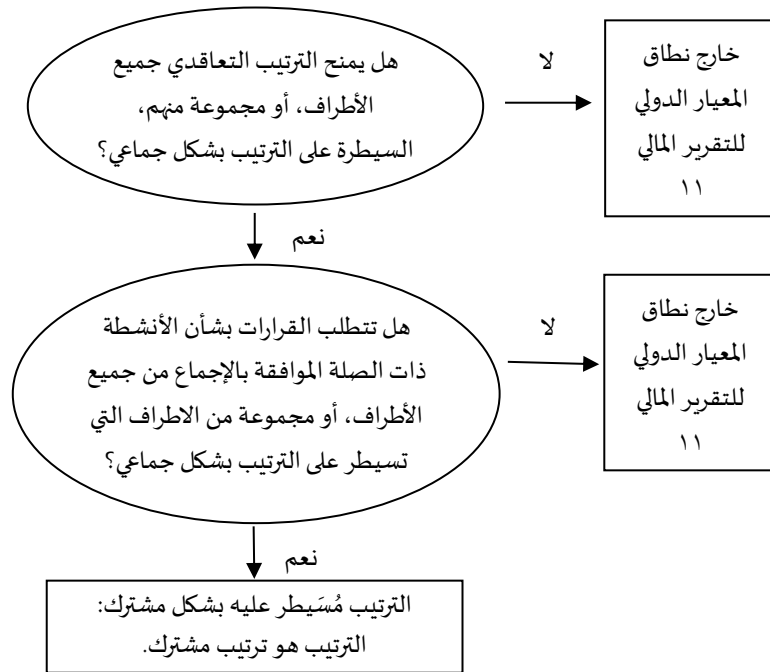 هل يمنح الترتيب التعاقدي جميع
الأطراف، أو مجموعة منهم،
السيطرة على الترتيب بشكل جماعي؟
لا
خارج نطاق
المعيار الدولي
للتقرير المالي
١١
نعم
هل تتطلب القرارات بشأن الأنشطة
ذات الصلة الموافقة بالإجماع من جميع
الأطراف، أو مجموعة من الاطراف التي
تسيطر على الترتيب بشكل جماعي؟
لا
خارج نطاق
المعيار الدولي
للتقرير المالي
١١
نعم
الترتيب مُسَيطر عليه بشكل مشترك:
الترتيب هو ترتيب مشترك.